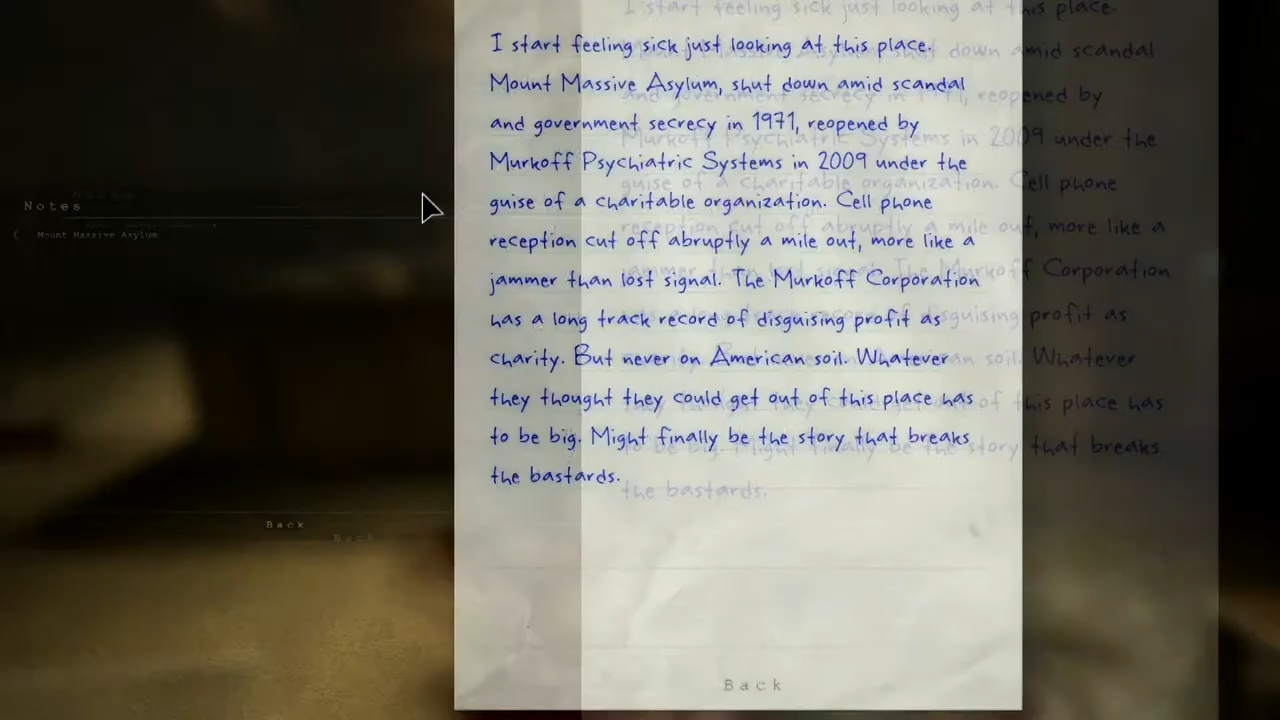 I start feeling sick just looking at this place.
Mount Massive Asylum, shut down amid scandal
and government secrecy in 1971, reopened by
Murkoff Psychiatric Systems in 2009 under the
guise of a charitable organization. Cell phone
reception cut off abruptly a mile out, more like a
jammer than lost signal. The Murkoff Corporation
has a long track record of disguising profit as
charity. But never on American soil. Whatever
they thought they could get out of this place has
to be big. Might finally be the story that breaks
the bastards.
Notes
Mount Massive Asylum
Back
Back